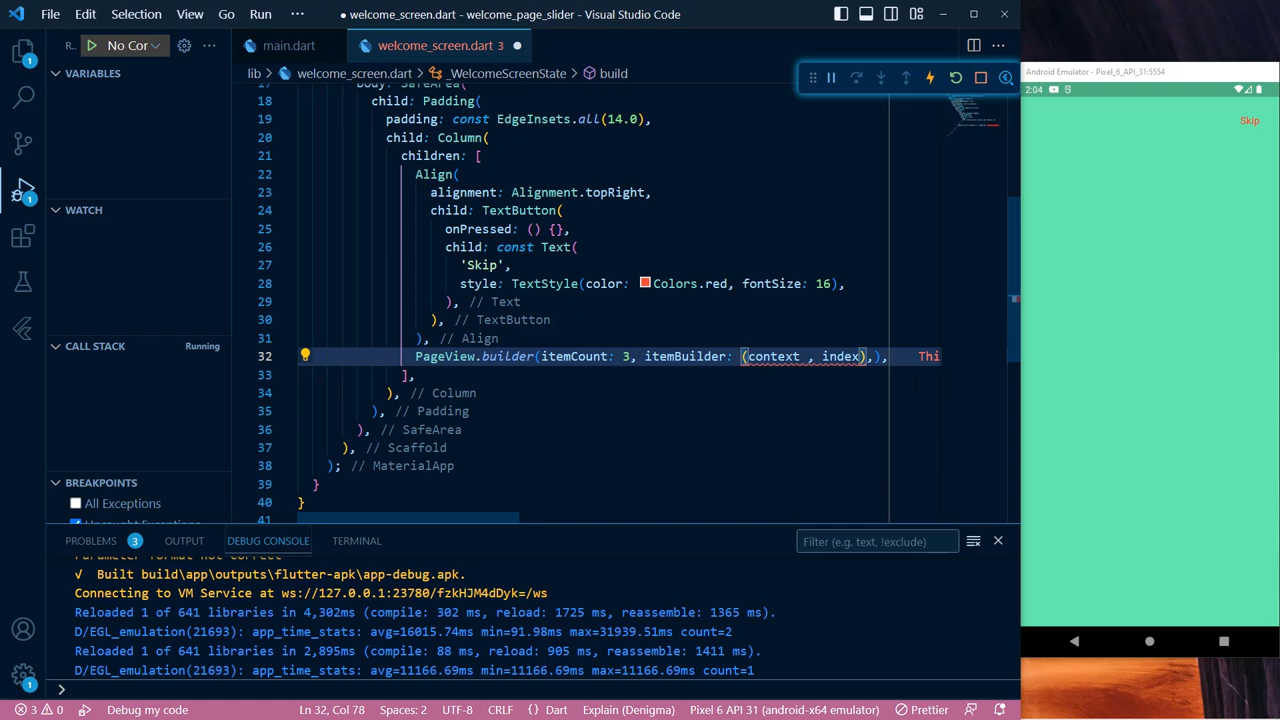 File Edit Selection View Go Run ··· ● welcome_screen.dart - welcome_page_slider - Visual Studio Code
R... No Cor ··· main.dart welcome_screen.dart 3 ● ···
lib > welcome_screen.dart > _WelcomeScreenState > build
VARIABLES
WATCH
CALL STACK Running
BREAKPOINTS
All Exceptions
18 child: Padding(
19 padding: const EdgeInsets.all(14.0),
20 child: Column(
21 children: [
22 Align(
23 alignment: Alignment.topRight,
24 child: TextButton(
25 onPressed: () {},
26 child: const Text(
27 'Skip',
28 style: TextStyle(color: Colors.red, fontSize: 16),
29 ), // Text
30 ), // TextButton
31 ), // Align
32 PageView.builder(itemCount: 3, itemBuilder: (context , index),), Thi
33 ],
34 ), // Column
35 ), // Padding
36 ), // SafeArea
37 ), // Scaffold
38 ); // MaterialApp
39 }
40 }
41
PROBLEMS 3 OUTPUT DEBUG CONSOLE TERMINAL Filter (e.g. text, !exclude)
√ Built build\app\outputs\flutter-apk\app-debug.apk.
Connecting to VM Service at ws://127.0.0.1:23780/fzkHJM4dDyk=/ws
Reloaded 1 of 641 libraries in 4,302ms (compile: 302 ms, reload: 1725 ms, reassemble: 1365 ms).
D/EGL_emulation(21693): app_time_stats: avg=16015.74ms min=91.98ms max=31939.51ms count=2
Reloaded 1 of 641 libraries in 2,895ms (compile: 88 ms, reload: 905 ms, reassemble: 1411 ms).
D/EGL_emulation(21693): app_time_stats: avg=11166.69ms min=11166.69ms max=11166.69ms count=1
>
3 0 Debug my code Ln 32, Col 78 Spaces: 2 UTF-8 CRLF {} Dart Explain (Denigma) Pixel 6 API 31 (android-x64 emulator) Prettier
1
1
1
Android Emulator - Pixel_6_API_31:5554
2:04
Skip